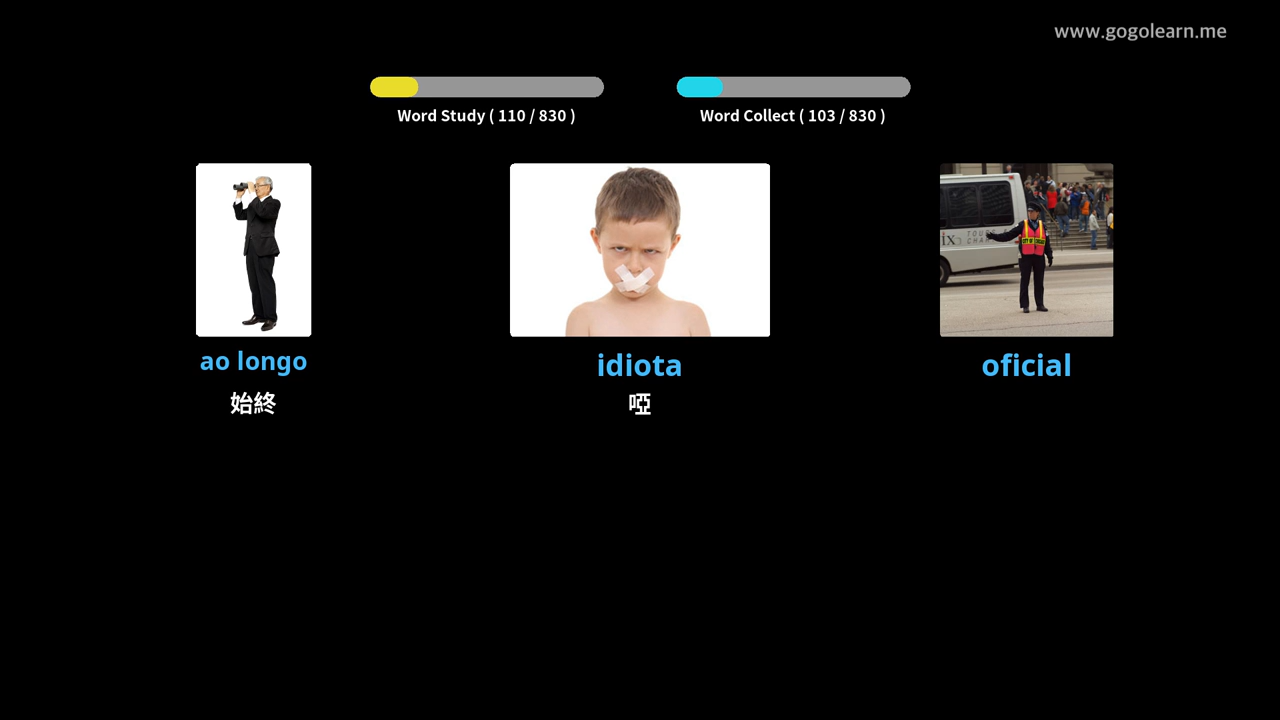 www.gogolearn.me
Word Study ( 110 / 830 )
Word Collect ( 103 / 830 )
ao longo
idiota
oficial
始終
啞